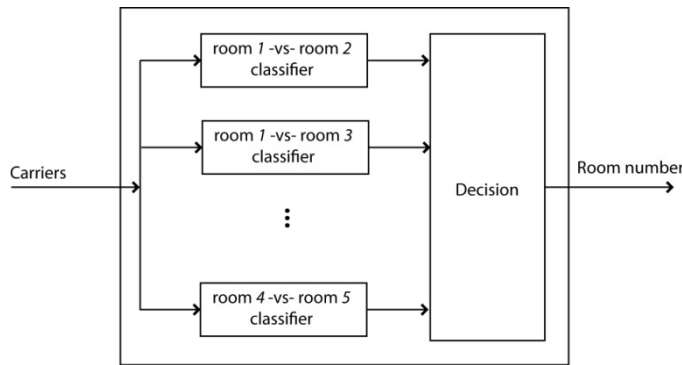 room 1 -vs- room 2
classifier
room 1 -vs- room 3
classifier
Carriers
Room number
Decision
room 4 -vs- room 5
classifier